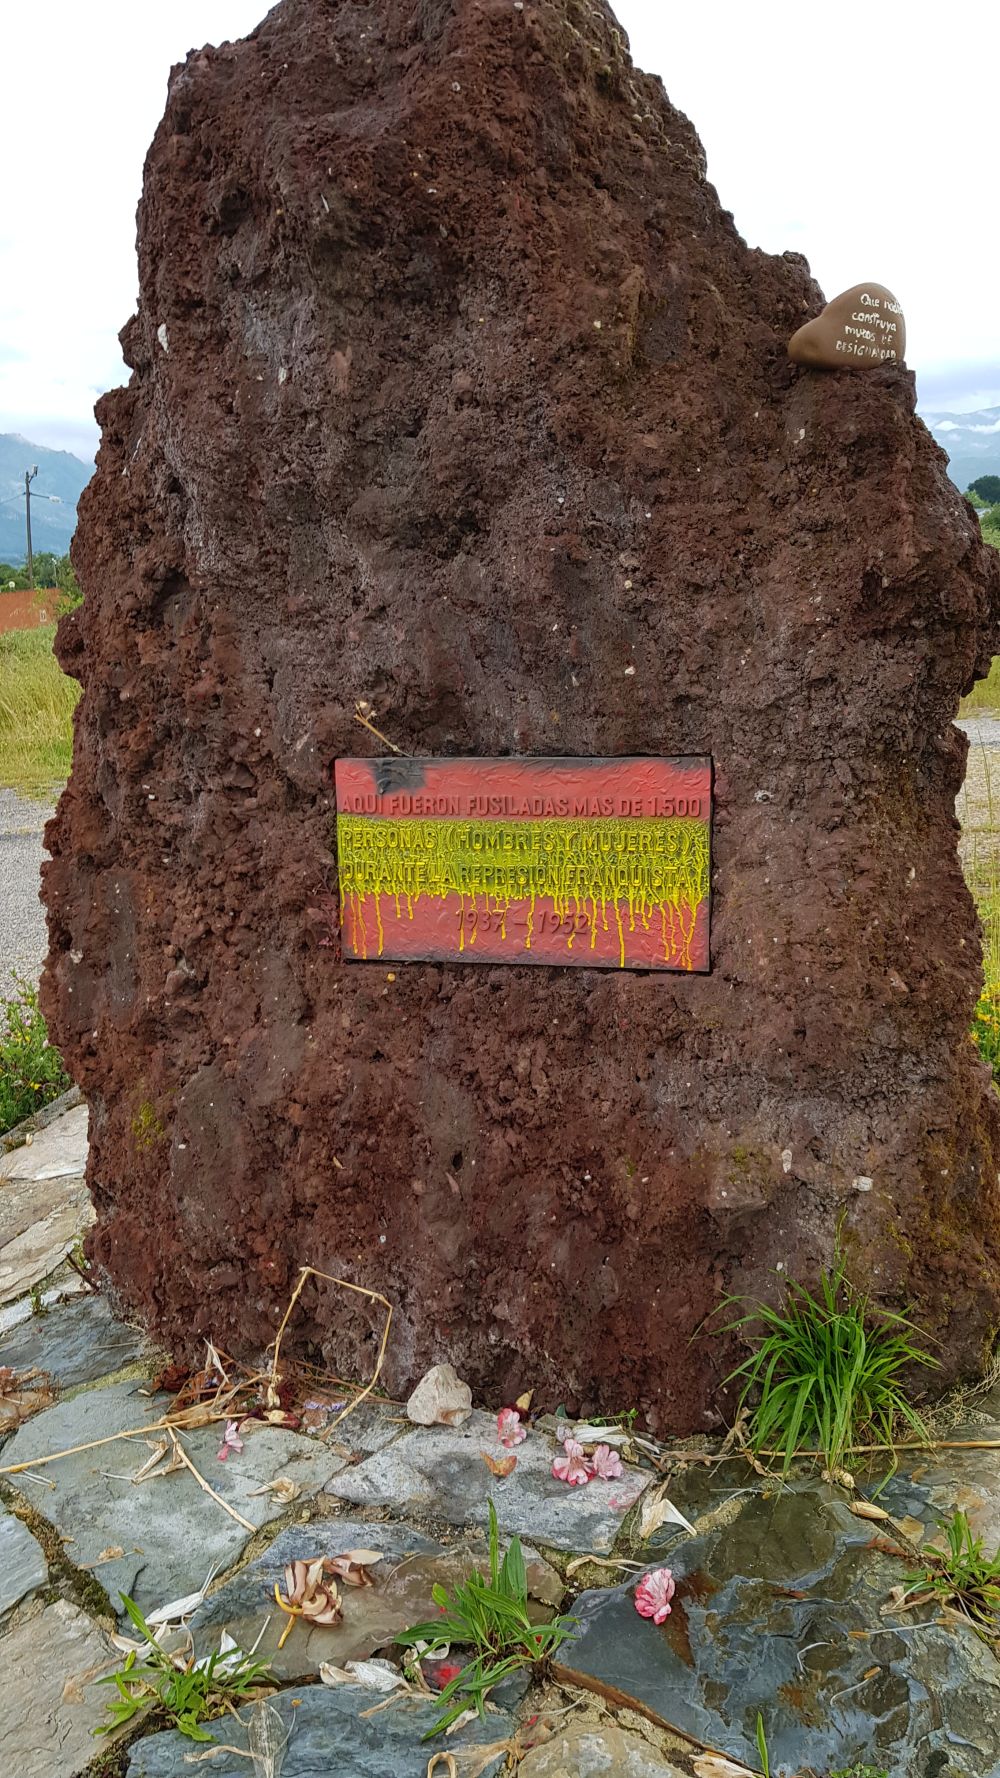 Que nadie
construya
muros DE
DESIGUALDAD
AQUI FUERON FUSILADAS MAS DE 1.500
PERSONAS (HOMBRES Y MUJERES)
DURANTE LA REPRESION FRANQUISTA
1937 - 1952